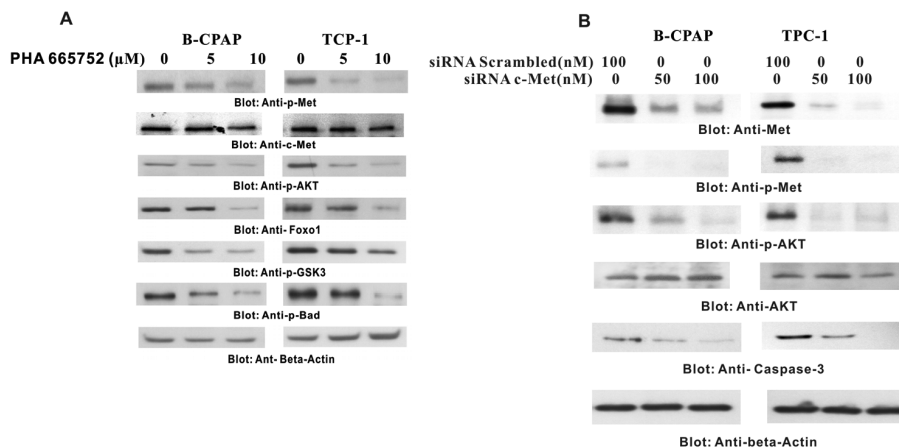 A
B-CPAP TCP-1
PHA 665752 (µM) 0 5 10 0 5 10
Blot: Anti-p-Met
Blot: Anti-c-Met
Blot: Anti-p-AKT
Blot: Anti- Foxo1
Blot: Anti-p-GSK3
Blot: Anti-p-Bad
Blot: Ant- Beta-Actin
B
B-CPAP TPC-1
siRNA Scrambled(nM) 100 0 0 100 0 0
siRNA c-Met(nM) 0 50 100 0 50 100
Blot: Anti-Met
Blot: Anti-p-Met
Blot: Anti-p-AKT
Blot: Anti-AKT
Blot: Anti- Caspase-3
Blot: Anti-beta-Actin